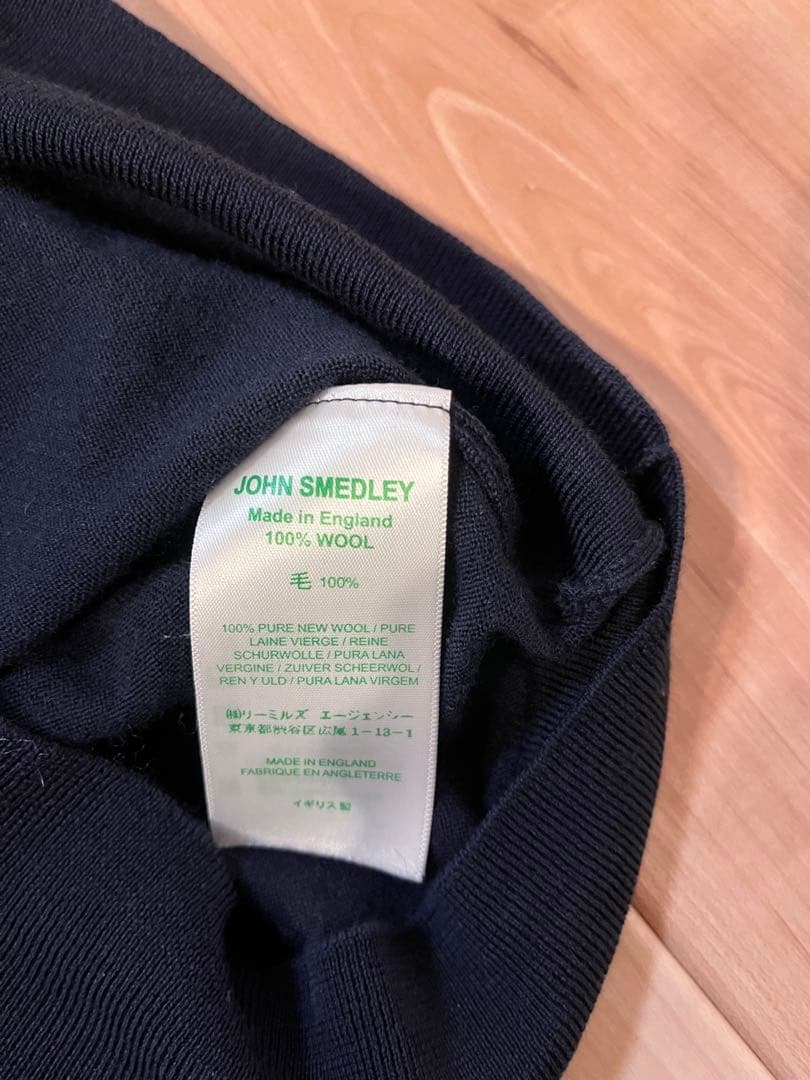 JOHN SMEDLEY
Made in England
100% WOOL
毛 100%
100% PURE NEW WOOL / PURE
LAINE VIERGE / REINE
SCHURWOLLE / PURA LANA
VERGINE / ZUIVER SCHEERWOL /
REN Y ULD / PURA LANA VIRGEM
㈱リーミルズ エージェンシー
東京都渋谷区広尾1-13-1
MADE IN ENGLAND
FABRIQUE EN ANGLETERRE
イギリス製